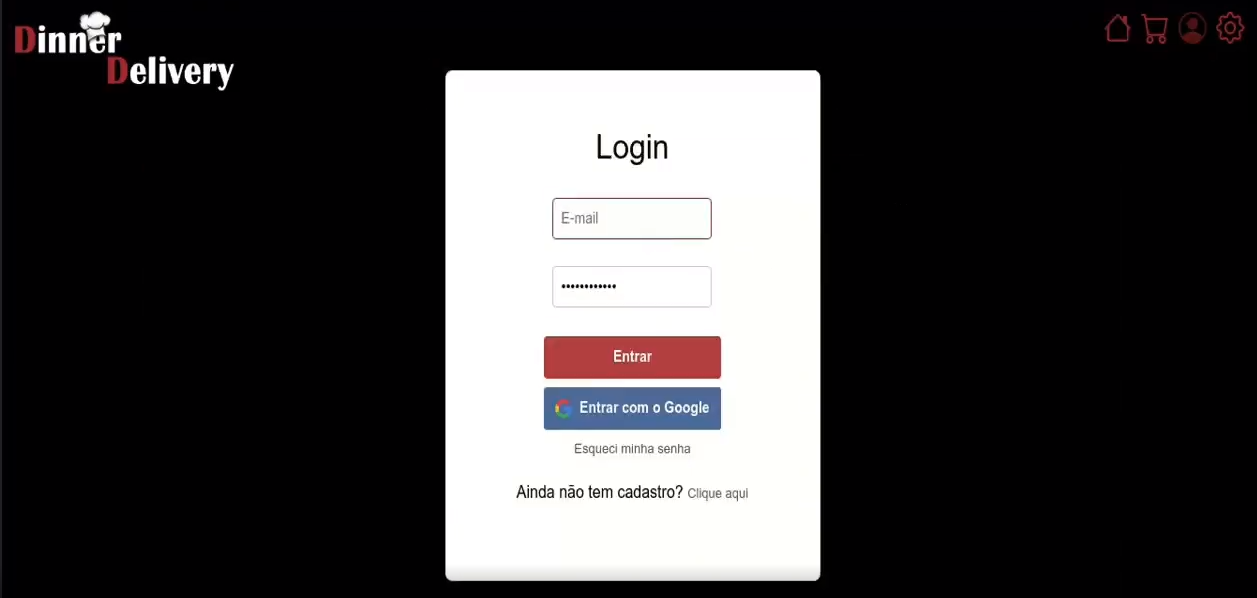 Dinner
Delivery
Login
E-mail
••••••••••••
Entrar
Entrar com o Google
Esqueci minha senha
Ainda não tem cadastro? Clique aqui